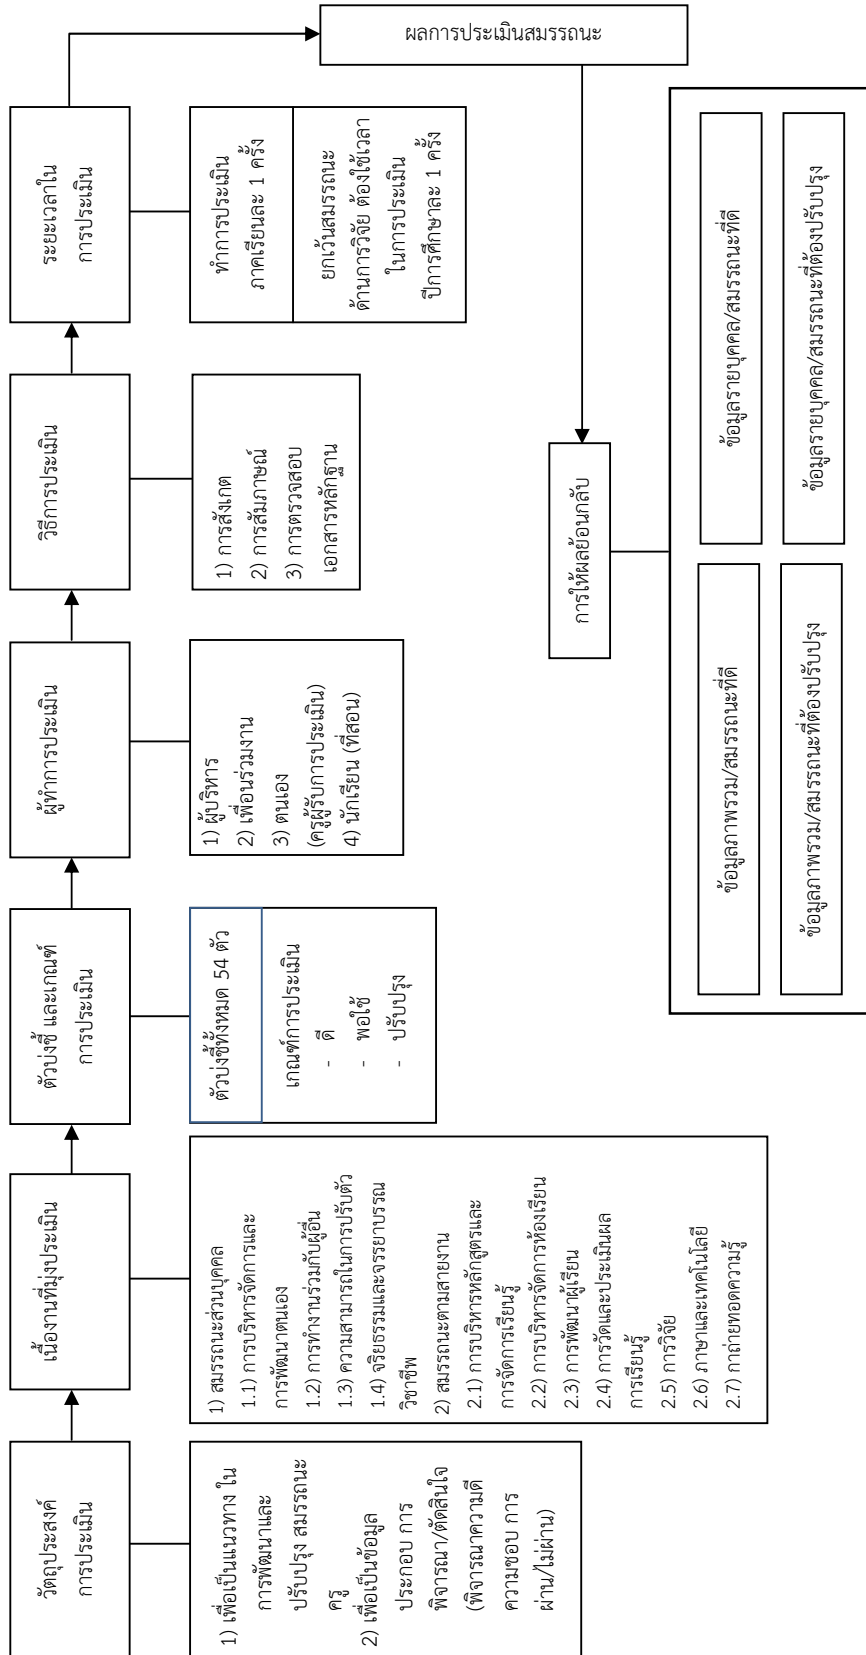 วัตถุประสงค์
การประเมิน
1) เพื่อเป็นแนวทาง ใน
การพัฒนาและ
ปรับปรุง สมรรถนะ
ครู
2) เพื่อเป็นข้อมูล
ประกอบ การ
พิจารณา/ตัดสินใจ
(พิจารณาความดี
ความชอบ การ
ผ่าน/ไม่ผ่าน)
เนื้องานที่มุ่งประเมิน
1) สมรรถนะส่วนบุคคล
1.1) การบริหารจัดการและ
การพัฒนาตนเอง
1.2) การทำงานร่วมกับผู้อื่น
1.3) ความสามารถในการปรับตัว
1.4) จริยธรรมและจรรยาบรรณ
วิชาชีพ
2) สมรรถนะตามสายงาน
2.1) การบริหารหลักสูตรและ
การจัดการเรียนรู้
2.2) การบริหารจัดการห้องเรียน
2.3) การพัฒนาผู้เรียน
2.4) การวัดและประเมินผล
การเรียนรู้
2.5) การวิจัย
2.6) ภาษาและเทคโนโลยี
2.7) กาถ่ายทอดความรู้
ตัวบ่งชี้ และเกณฑ์
การประเมิน
ตัวบ่งชี้ทั้งหมด 54 ตัว
เกณฑ์การประเมิน
- ดี
- พอใช้
- ปรับปรุง
ผู้ทำการประเมิน
1) ผู้บริหาร
2) เพื่อนร่วมงาน
3) ตนเอง
(ครูผู้รับการประเมิน)
4) นักเรียน (ที่สอน)
วิธีการประเมิน
1) การสังเกต
2) การสัมภาษณ์
3) การตรวจสอบ
เอกสารหลักฐาน
ระยะเวลาใน
การประเมิน
ทำการประเมิน
ภาคเรียนละ 1 ครั้ง
ยกเว้นสมรรถนะ
ด้านการวิจัย ต้องใช้เวลา
ในการประเมิน
ปีการศึกษาละ 1 ครั้ง
ผลการประเมินสมรรถนะ
การให้ผลย้อนกลับ
ข้อมูลภาพรวม/สมรรถนะที่ดี
ข้อมูลรายบุคคล/สมรรถนะที่ดี
ข้อมูลภาพรวม/สมรรถนะที่ต้องปรับปรุง
ข้อมูลรายบุคคล/สมรรถนะที่ต้องปรับปรุง